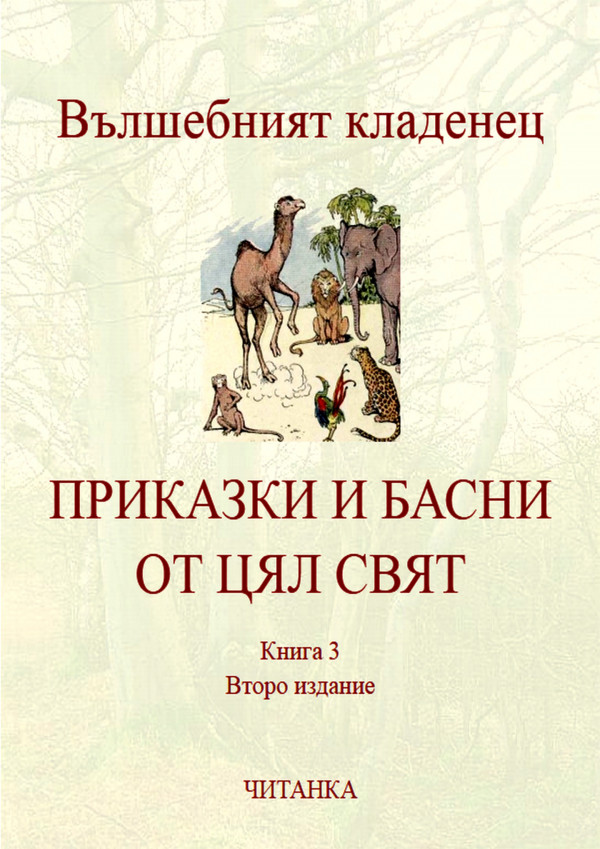 Вълшебният кладенец
ПРИКАЗКИ И БАСНИ
ОТ ЦЯЛ СВЯТ
Книга 3
Второ издание
ЧИТАНКА